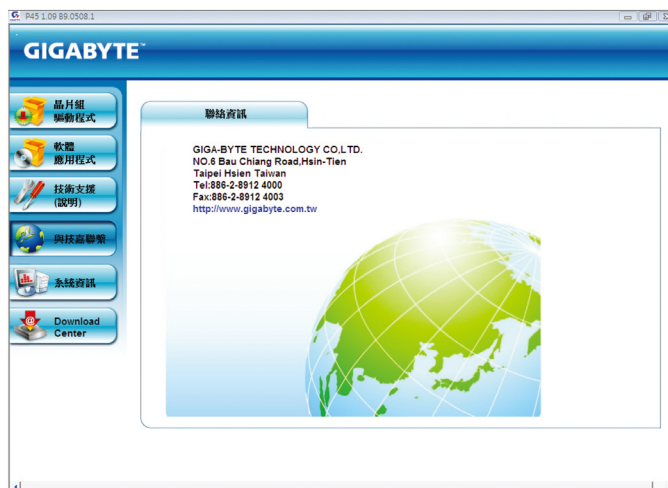 P45 1.09 B9.0508.1
GIGABYTE™
晶片組
驅動程式
軟體
應用程式
技術支援
(說明)
與技嘉聯繫
系統資訊
Download
Center
聯絡資訊
GIGA-BYTE TECHNOLOGY CO,LTD.
NO.6 Bau Chiang Road,Hsin-Tien
Taipei Hsien Taiwan
Tel:886-2-8912 4000
Fax:886-2-8912 4003
http://www.gigabyte.com.tw